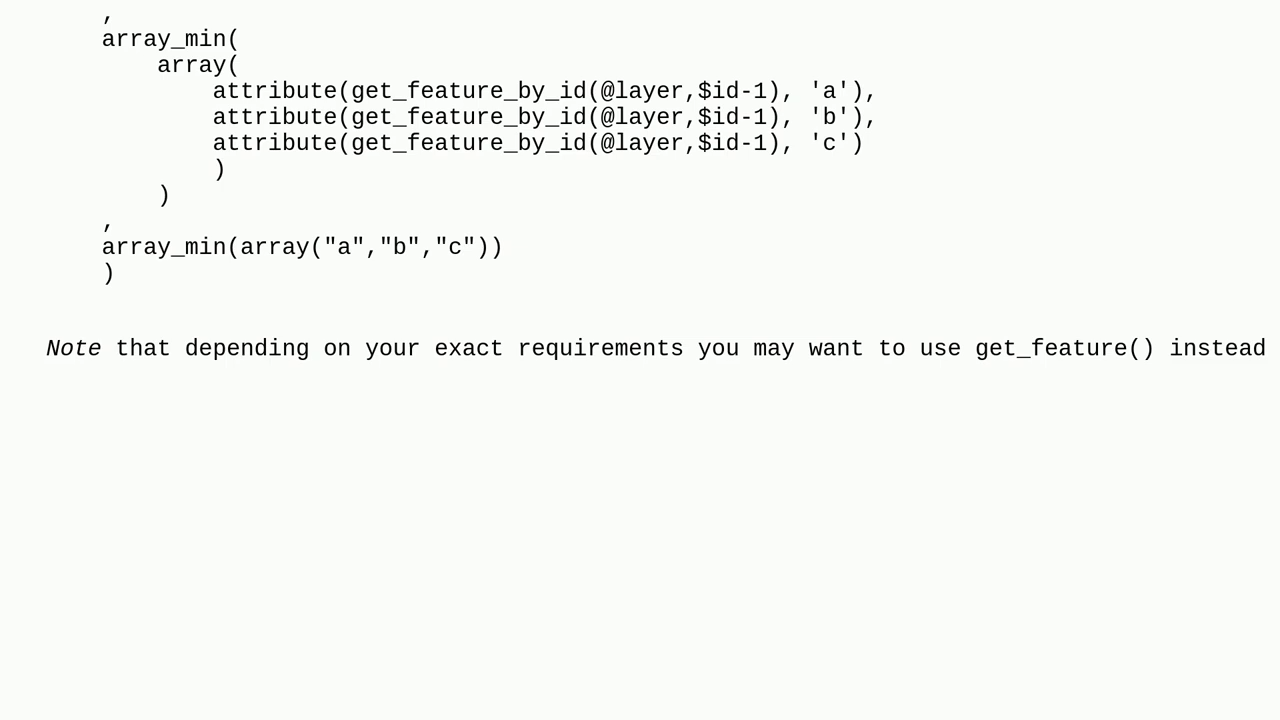 ,
array_min(
array(
attribute(get_feature_by_id(@layer,$id-1), 'a'),
attribute(get_feature_by_id(@layer,$id-1), 'b'),
attribute(get_feature_by_id(@layer,$id-1), 'c')
)
)
,
array_min(array("a","b","c"))
)
Note that depending on your exact requirements you may want to use get_feature() instead